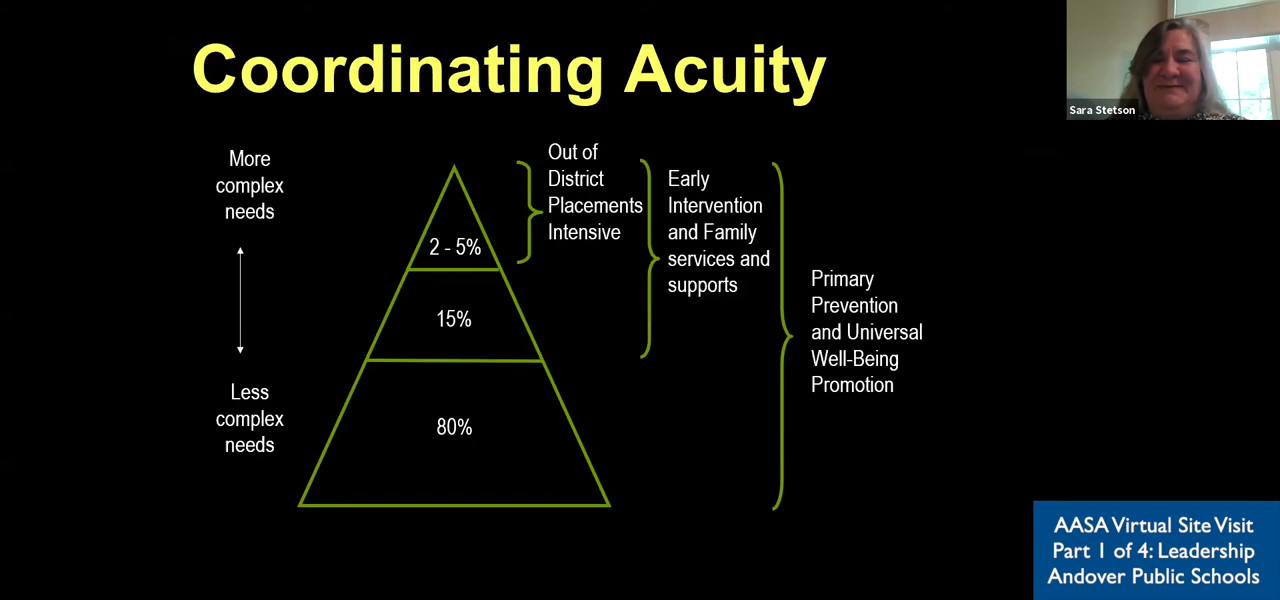 Coordinating Acuity
Sara Stetson
More
complex
needs
Less
complex
needs
2 - 5%
15%
80%
Out of
District
Placements
Intensive
Early
Intervention
and Family
services and
supports
Primary
Prevention
and Universal
Well-Being
Promotion
AASA Virtual Site Visit
Part 1 of 4: Leadership
Andover Public Schools